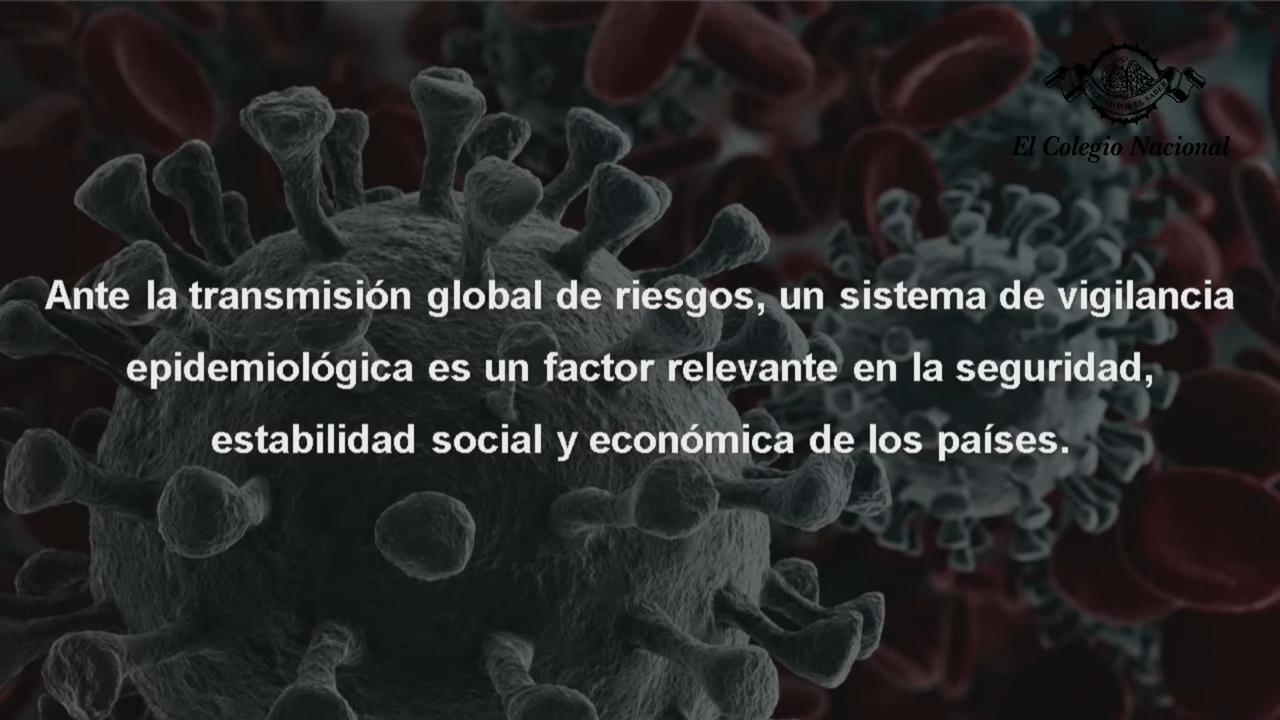 El Colegio Nacional
Ante la transmisión global de riesgos, un sistema de vigilancia
epidemiológica es un factor relevante en la seguridad,
estabilidad social y económica de los países.